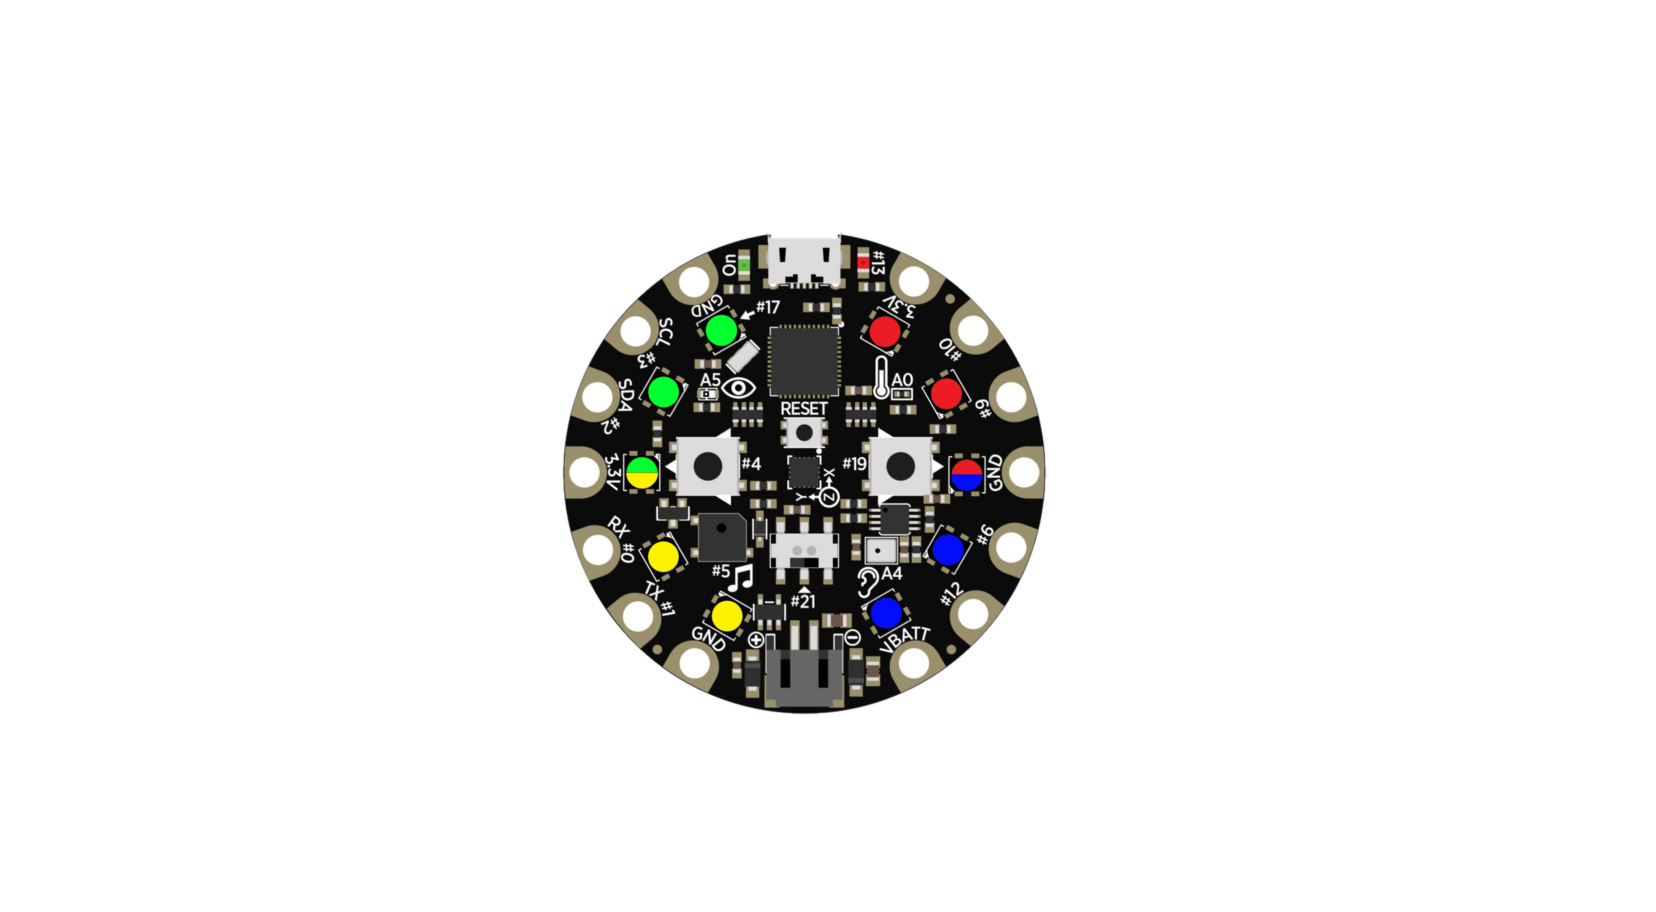 On
#13
GND
#17
3.3V
SCL
#10
#3
A5
A0
SDA
RESET
#9
#2
#4
#19
3.3V
X
GND
Y
Z
RX #0
#6
#5
A4
TX #1
#21
#12
GND
VBATT